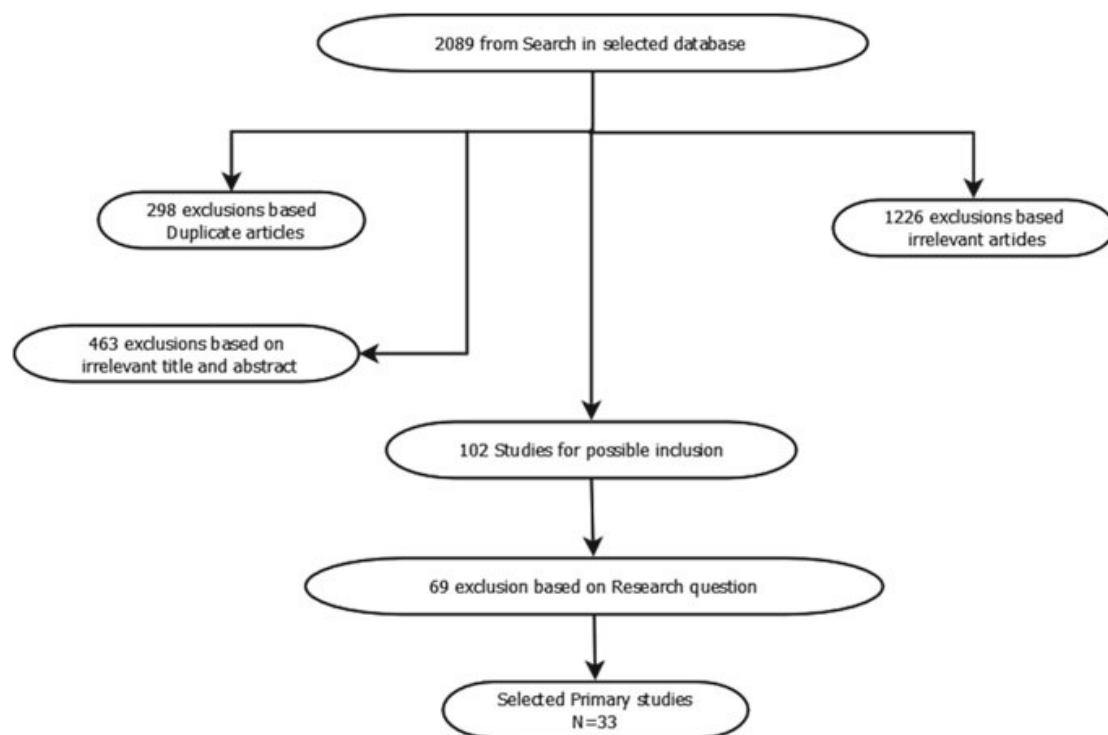 2089 from Search in selected database
298 exclusions based
Duplicate articles
1226 exclusions based
irrelevant articles
463 exclusions based on
irrelevant title and abstract
102 Studies for possible inclusion
69 exclusion based on Research question
Selected Primary studies
N=33